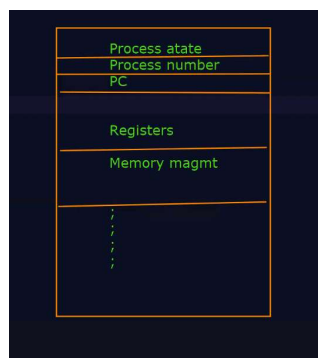 Process atate
Process number
PC
Registers
Memory magmt
;
;
;
;